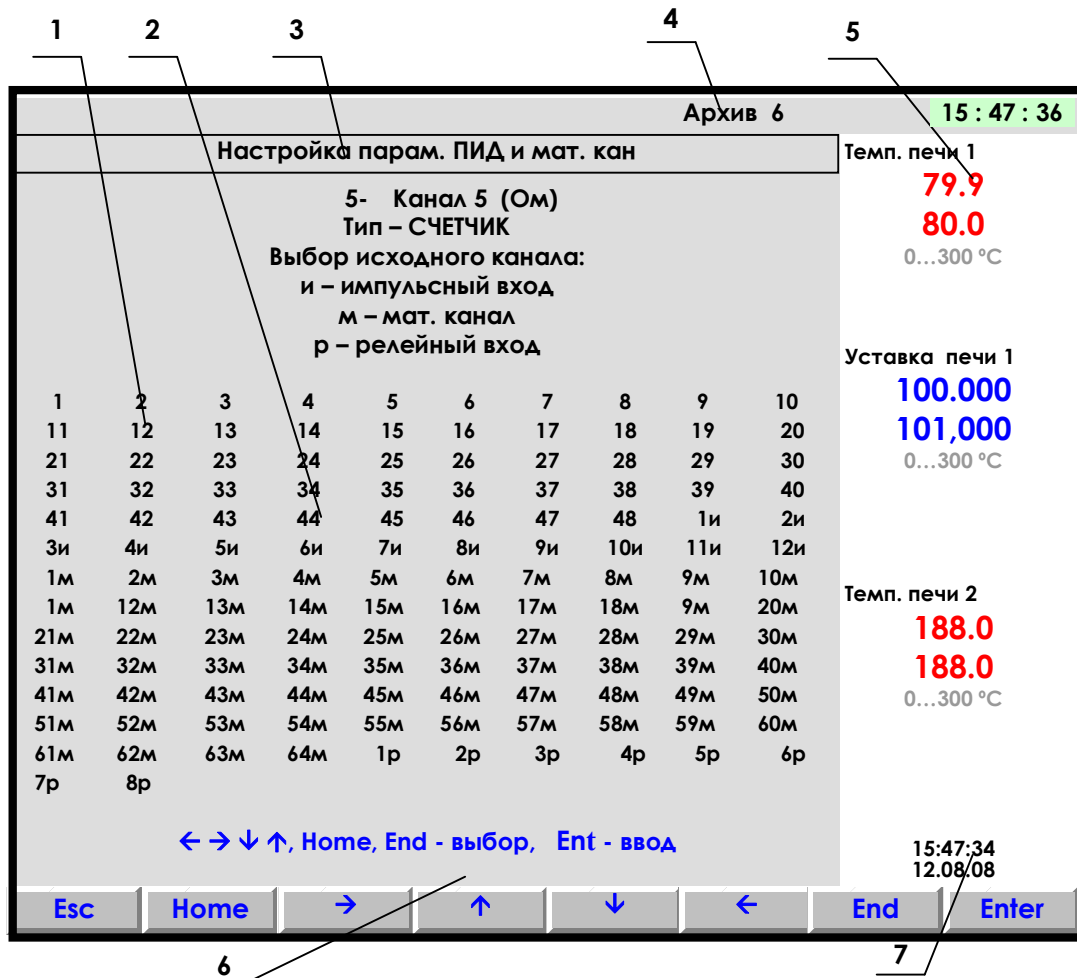 1 2 3 4 5
Архив 6 15 : 47 : 36
Настройка парам. ПИД и мат. кан
5- Канал 5 (Ом)
Тип – СЧЕТЧИК
Выбор исходного канала:
и – импульсный вход
м – мат. канал
р – релейный вход
1 2 3 4 5 6 7 8 9 10
11 12 13 14 15 16 17 18 19 20
21 22 23 24 25 26 27 28 29 30
31 32 33 34 35 36 37 38 39 40
41 42 43 44 45 46 47 48 1и 2и
3и 4и 5и 6и 7и 8и 9и 10и 11и 12и
1м 2м 3м 4м 5м 6м 7м 8м 9м 10м
1м 12м 13м 14м 15м 16м 17м 18м 9м 20м
21м 22м 23м 24м 25м 26м 27м 28м 29м 30м
31м 32м 33м 34м 35м 36м 37м 38м 39м 40м
41м 42м 43м 44м 45м 46м 47м 48м 49м 50м
51м 52м 53м 54м 55м 56м 57м 58м 59м 60м
61м 62м 63м 64м 1р 2р 3р 4р 5р 6р
7р 8р
← → ↓ ↑, Home, End - выбор, Ent - ввод
Темп. печи 1
79.9
80.0
0...300 ºС
Уставка печи 1
100.000
101,000
0...300 ºС
Темп. печи 2
188.0
188.0
0...300 ºС
15:47:34
12.08.08
Esc Home → ↑ ↓ ← End Enter
6 7